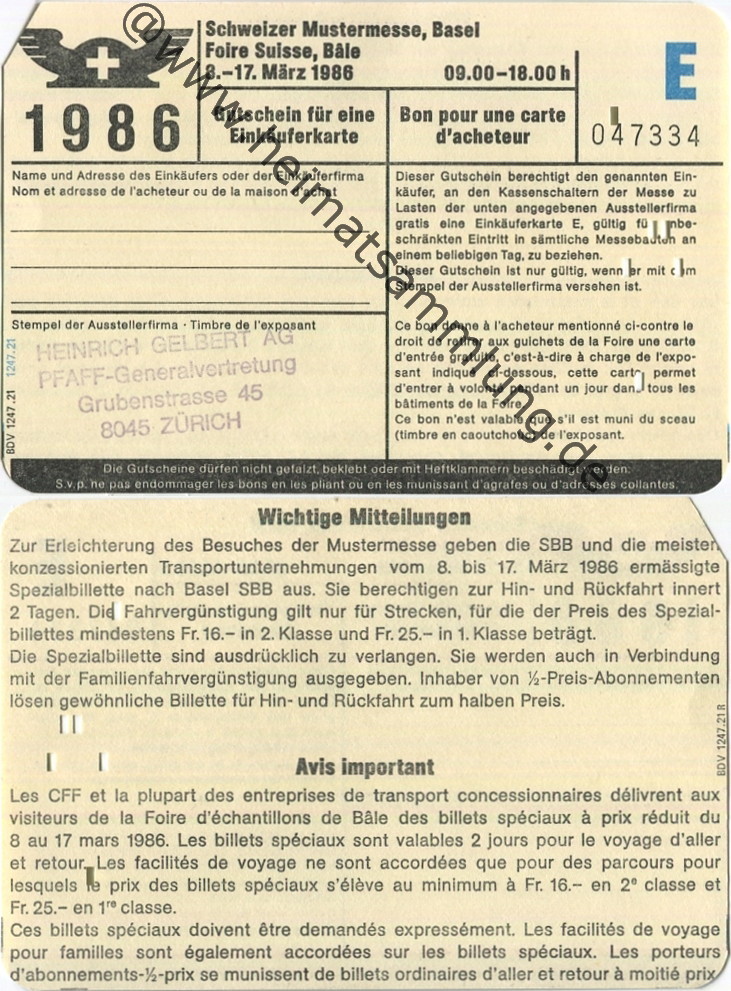 Schweizer Mustermesse, Basel
Foire Suisse, Bâle
8.–17. März 1986 09.00–18.00 h
E
1986
Gutschein für eine
Einkäuferkarte
Bon pour une carte
d'acheteur
047334
Name und Adresse des Einkäufers oder der Einkäuferfirma
Nom et adresse de l'acheteur ou de la maison d'achat
Stempel der Ausstellerfirma · Timbre de l'exposant
HEINRICH GELBERT AG
PFAFF-Generalvertretung
Grubenstrasse 45
8045 ZÜRICH
BDV 1247.21 1247.21
Dieser Gutschein berechtigt den genannten Ein-
käufer, an den Kassenschaltern der Messe zu
Lasten der unten angegebenen Ausstellerfirma
gratis eine Einkäuferkarte E, gültig für unbe-
schränkten Eintritt in sämtliche Messebauten an
einem beliebigen Tag, zu beziehen.
Dieser Gutschein ist nur gültig, wenn er mit dem
Stempel der Ausstellerfirma versehen ist.
Ce bon donne à l'acheteur mentionné ci-contre le
droit de retirer aux guichets de la Foire une carte
d'entrée gratuite, c'est-à-dire à charge de l'expo-
sant indiqué ci-dessous, cette carte permet
d'entrer à volonté pendant un jour dans tous les
bâtiments de la Foire.
Ce bon n'est valable que s'il est muni du sceau
(timbre en caoutchouc) de l'exposant.
Die Gutscheine dürfen nicht gefalzt, beklebt oder mit Heftklammern beschädigt werden.
S.v.p. ne pas endommager les bons en les pliant ou en les munissant d'agrafes ou d'adresses collantes.
@www.heimatsammlung.de
Wichtige Mitteilungen
Zur Erleichterung des Besuches der Mustermesse geben die SBB und die meisten
konzessionierten Transportunternehmungen vom 8. bis 17. März 1986 ermässigte
Spezialbillette nach Basel SBB aus. Sie berechtigen zur Hin- und Rückfahrt innert
2 Tagen. Die Fahrvergünstigung gilt nur für Strecken, für die der Preis des Spezial-
billettes mindestens Fr. 16.– in 2. Klasse und Fr. 25.– in 1. Klasse beträgt.
Die Spezialbillette sind ausdrücklich zu verlangen. Sie werden auch in Verbindung
mit der Familienfahrvergünstigung ausgegeben. Inhaber von ½-Preis-Abonnementen
lösen gewöhnliche Billette für Hin- und Rückfahrt zum halben Preis.
BDV 1247.21 R
Avis important
Les CFF et la plupart des entreprises de transport concessionnaires délivrent aux
visiteurs de la Foire d'échantillons de Bâle des billets spéciaux à prix réduit du
8 au 17 mars 1986. Les billets spéciaux sont valables 2 jours pour le voyage d'aller
et retour. Les facilités de voyage ne sont accordées que pour des parcours pour
lesquels le prix des billets spéciaux s'élève au minimum à Fr. 16.– en 2e classe et
Fr. 25.– en 1re classe.
Ces billets spéciaux doivent être demandés expressément. Les facilités de voyage
pour familles sont également accordées sur les billets spéciaux. Les porteurs
d'abonnements-½-prix se munissent de billets ordinaires d'aller et retour à moitié prix